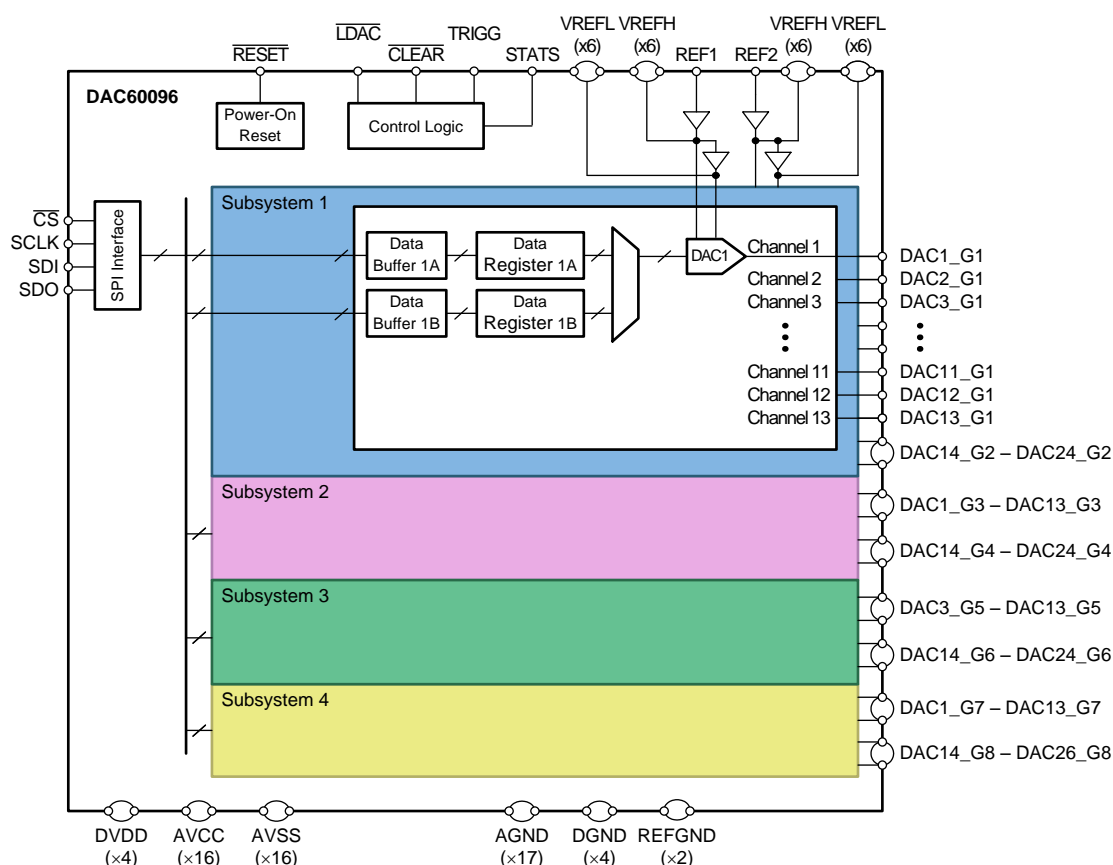 VREFL VREFH
(x6) (x6)
VREFH VREFL
(x6) (x6)
LDAC
TRIGG
RESET
CLEAR
STATS
REF1
REF2
DAC60096
Power-On
Reset
Control Logic
CS
SCLK
SDI
SDO
SPI Interface
Subsystem 1
Data
Buffer 1A
Data
Register 1A
Data
Buffer 1B
Data
Register 1B
DAC1
Channel 1
Channel 2
Channel 3
Channel 11
Channel 12
Channel 13
DAC1_G1
DAC2_G1
DAC3_G1
DAC11_G1
DAC12_G1
DAC13_G1
DAC14_G2 – DAC24_G2
Subsystem 2
DAC1_G3 – DAC13_G3
DAC14_G4 – DAC24_G4
Subsystem 3
DAC3_G5 – DAC13_G5
DAC14_G6 – DAC24_G6
Subsystem 4
DAC1_G7 – DAC13_G7
DAC14_G8 – DAC26_G8
DVDD
(×4)
AVCC
(×16)
AVSS
(×16)
AGND
(×17)
DGND
(×4)
REFGND
(×2)